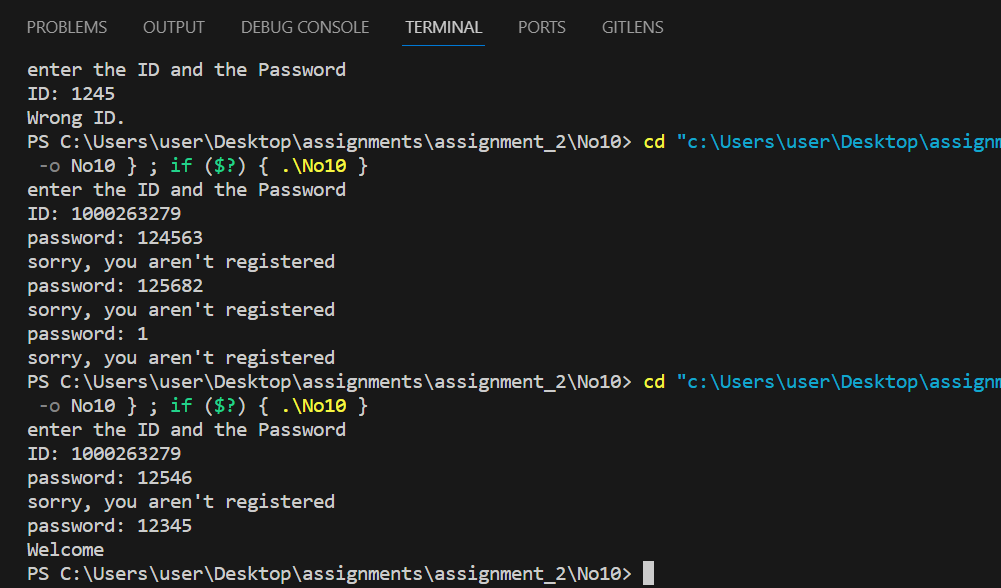 PROBLEMS OUTPUT DEBUG CONSOLE TERMINAL PORTS GITLENS
enter the ID and the Password
ID: 1245
Wrong ID.
PS C:\Users\user\Desktop\assignments\assignment_2\No10> cd "c:\Users\user\Desktop\assignm
-o No10 } ; if ($?) { .\No10 }
enter the ID and the Password
ID: 1000263279
password: 124563
sorry, you aren't registered
password: 125682
sorry, you aren't registered
password: 1
sorry, you aren't registered
PS C:\Users\user\Desktop\assignments\assignment_2\No10> cd "c:\Users\user\Desktop\assignm
-o No10 } ; if ($?) { .\No10 }
enter the ID and the Password
ID: 1000263279
password: 12546
sorry, you aren't registered
password: 12345
Welcome
PS C:\Users\user\Desktop\assignments\assignment_2\No10>